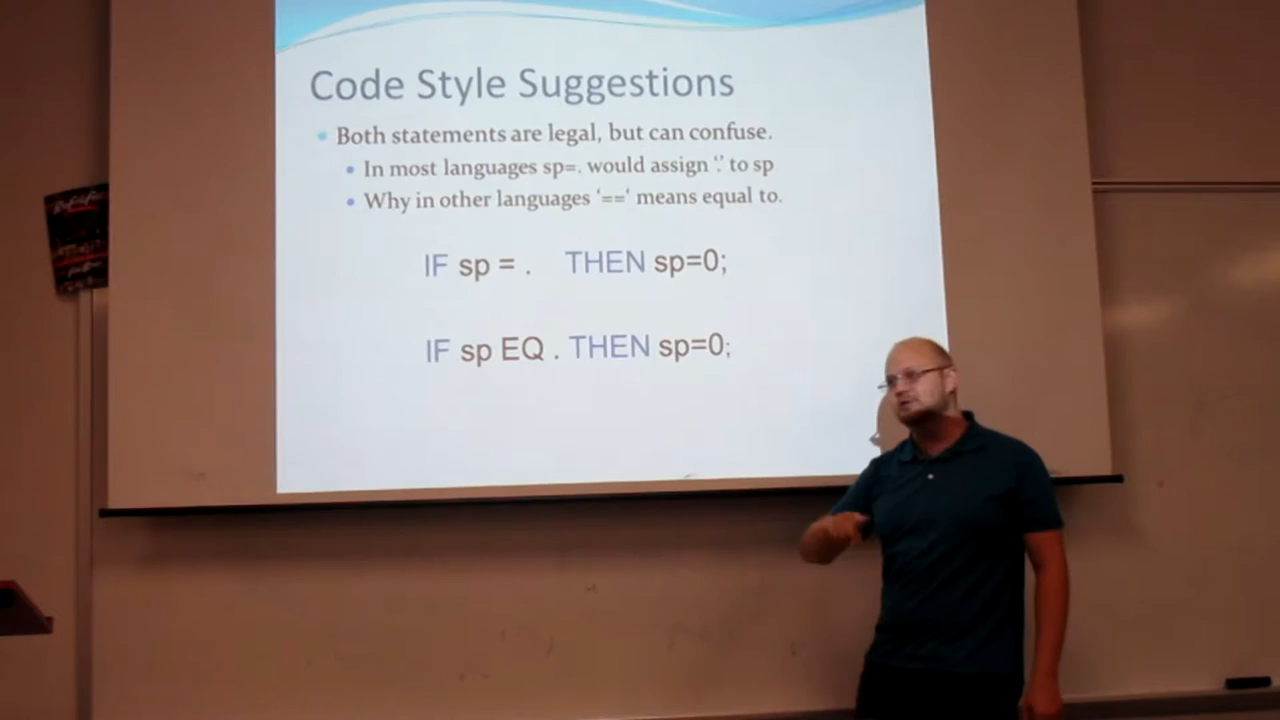 Code Style Suggestions
Both statements are legal, but can confuse.
In most languages sp=. would assign '.' to sp
Why in other languages '==' means equal to.
IF sp = . THEN sp=0;
IF sp EQ . THEN sp=0;